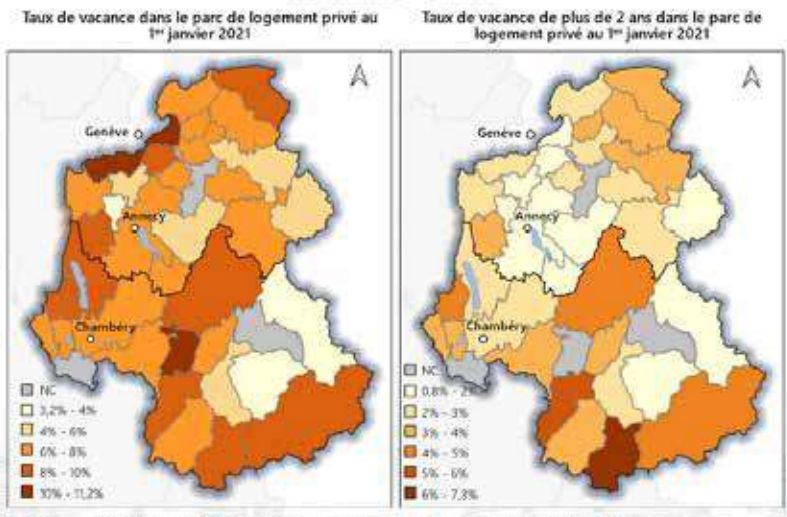 Taux de vacance dans le parc de logement privé au
1er janvier 2021
Genève
Annecy
Chambéry
NC
3,2% - 4%
4% - 6%
6% - 8%
8% - 10%
10% - 11,2%
Taux de vacance de plus de 2 ans dans le parc de
logement privé au 1er janvier 2021
Genève
Annecy
Chambéry
NC
0,8% - 2%
2% - 3%
3% - 4%
4% - 5%
5% - 6%
6% - 7,3%